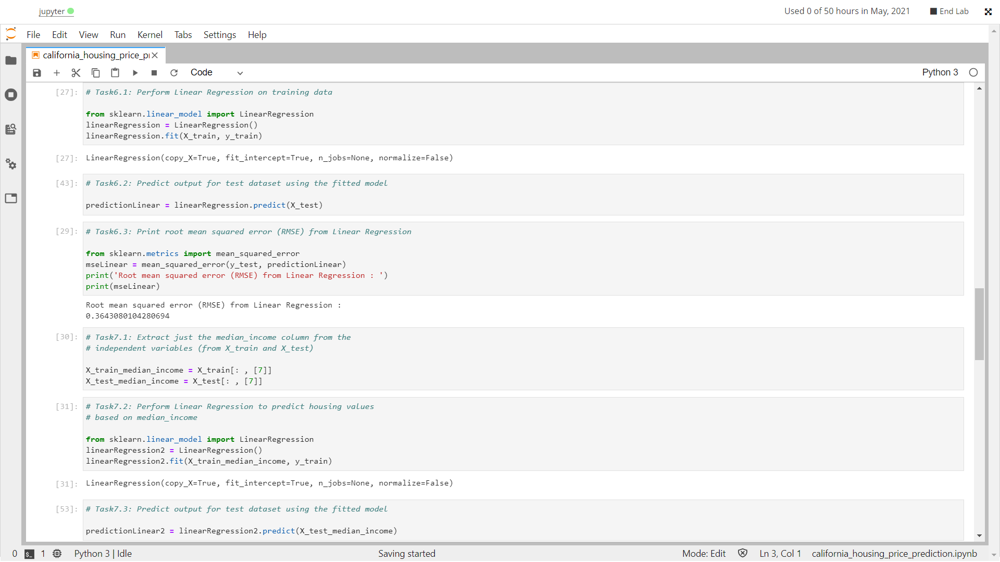 jupyter
Used 0 of 50 hours in May, 2021
End Lab
File Edit View Run Kernel Tabs Settings Help
california_housing_price_pr
Code
Python 3
[27]: # Task6.1: Perform Linear Regression on training data
from sklearn.linear_model import LinearRegression
linearRegression = LinearRegression()
linearRegression.fit(X_train, y_train)
[27]: LinearRegression(copy_X=True, fit_intercept=True, n_jobs=None, normalize=False)
[43]: # Task6.2: Predict output for test dataset using the fitted model
predictionLinear = linearRegression.predict(X_test)
[29]: # Task6.3: Print root mean squared error (RMSE) from Linear Regression
from sklearn.metrics import mean_squared_error
mseLinear = mean_squared_error(y_test, predictionLinear)
print('Root mean squared error (RMSE) from Linear Regression : ')
print(mseLinear)
Root mean squared error (RMSE) from Linear Regression :
0.3643080104280694
[30]: # Task7.1: Extract just the median_income column from the
# independent variables (from X_train and X_test)
X_train_median_income = X_train[: , [7]]
X_test_median_income = X_test[: , [7]]
[31]: # Task7.2: Perform Linear Regression to predict housing values
# based on median_income
from sklearn.linear_model import LinearRegression
linearRegression2 = LinearRegression()
linearRegression2.fit(X_train_median_income, y_train)
[31]: LinearRegression(copy_X=True, fit_intercept=True, n_jobs=None, normalize=False)
[53]: # Task7.3: Predict output for test dataset using the fitted model
predictionLinear2 = linearRegression2.predict(X_test_median_income)
0 $_ 1 Python 3 | Idle
Saving started
Mode: Edit
Ln 3, Col 1
california_housing_price_prediction.ipynb